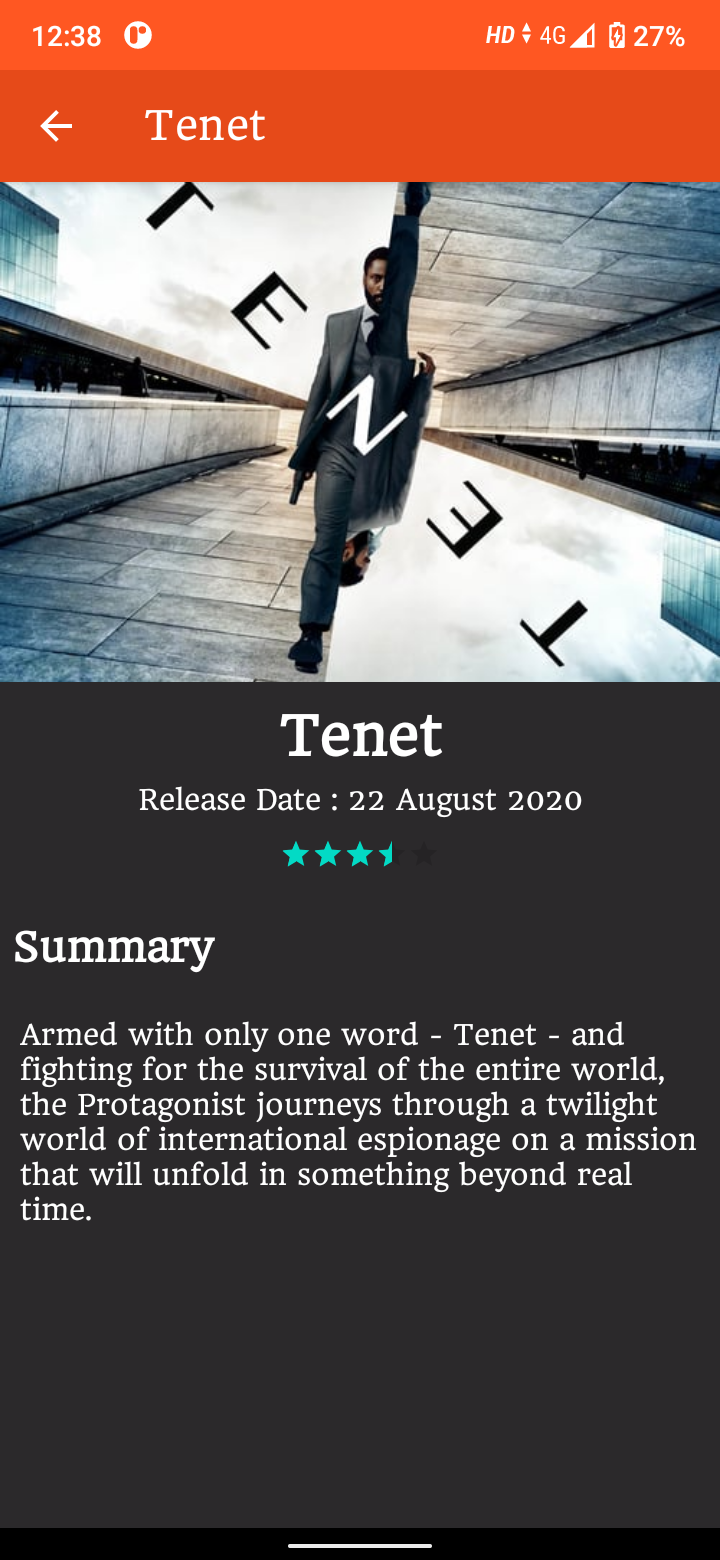 12:38 HD 4G 27%
Tenet
T
E
N
E
T
Tenet
Release Date : 22 August 2020
Summary
Armed with only one word - Tenet - and
fighting for the survival of the entire world,
the Protagonist journeys through a twilight
world of international espionage on a mission
that will unfold in something beyond real
time.